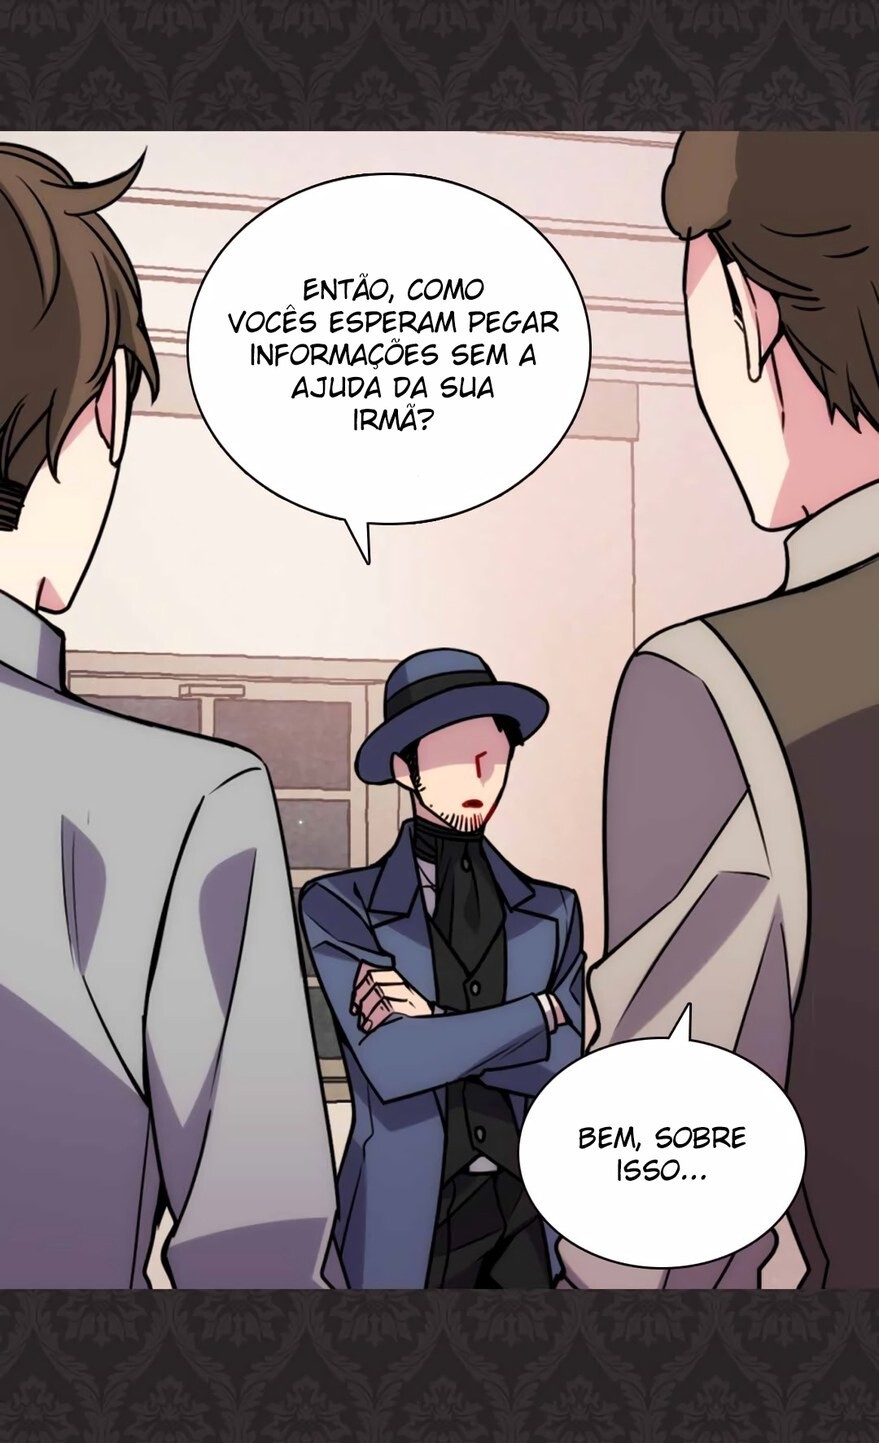 ENTÃO, COMO
VOCÊS ESPERAM PEGAR
INFORMAÇÕES SEM A
AJUDA DA SUA
IRMÃ?
BEM, SOBRE
ISSO...